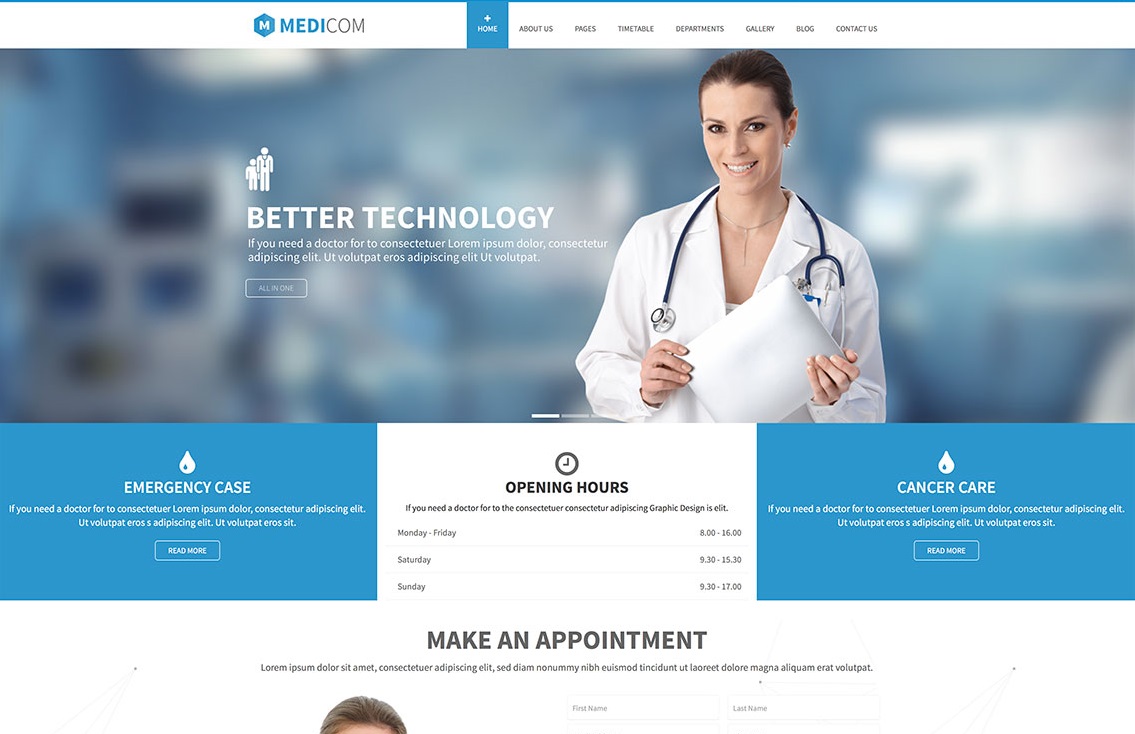 M MEDICOM
HOME ABOUT US PAGES TIMETABLE DEPARTMENTS GALLERY BLOG CONTACT US
BETTER TECHNOLOGY
If you need a doctor for to consectetuer Lorem ipsum dolor, consectetur
adipiscing elit. Ut volutpat eros adipiscing elit Ut volutpat.
ALL IN ONE
EMERGENCY CASE
If you need a doctor for to consectetuer Lorem ipsum dolor, consectetur adipiscing elit.
Ut volutpat eros s adipiscing elit. Ut volutpat eros sit.
READ MORE
OPENING HOURS
If you need a doctor for to the consectetuer consectetur adipiscing Graphic Design is elit.
Monday - Friday 8.00 - 16.00
Saturday 9.30 - 15.30
Sunday 9.30 - 17.00
CANCER CARE
If you need a doctor for to consectetuer Lorem ipsum dolor, consectetur adipiscing elit.
Ut volutpat eros s adipiscing elit. Ut volutpat eros sit.
READ MORE
MAKE AN APPOINTMENT
Lorem ipsum dolor sit amet, consectetuer adipiscing elit, sed diam nonummy nibh euismod tincidunt ut laoreet dolore magna aliquam erat volutpat.
First Name Last Name